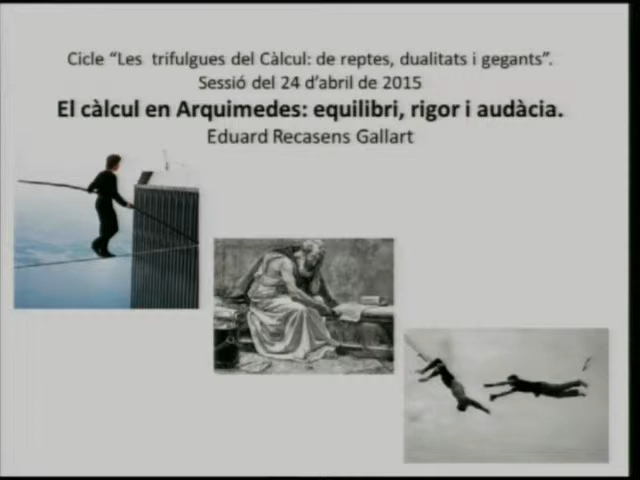 Cicle “Les trifulgues del Càlcul: de reptes, dualitats i gegants”.
Sessió del 24 d’abril de 2015
El càlcul en Arquimedes: equilibri, rigor i audàcia.
Eduard Recasens Gallart